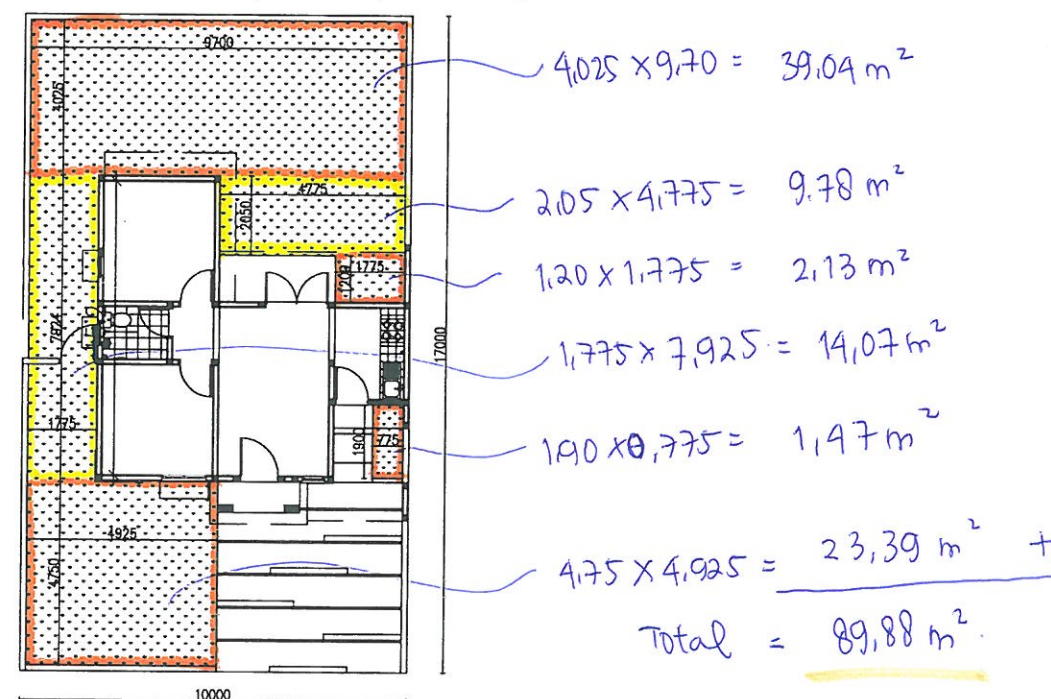 9700
4025
4,025 x 9,70 = 39,04 m²
4775
2050
2,05 x 4,775 = 9.78 m²
1775
1200
1,20 x 1,775 = 2,13 m²
7824
17000
1,775 x 7,925 = 14,07 m²
1775
1900
775
1,90 x 0,775 = 1,47 m²
4925
4750
4,75 x 4,925 = 23,39 m² +
Total = 89,88 m².
10000